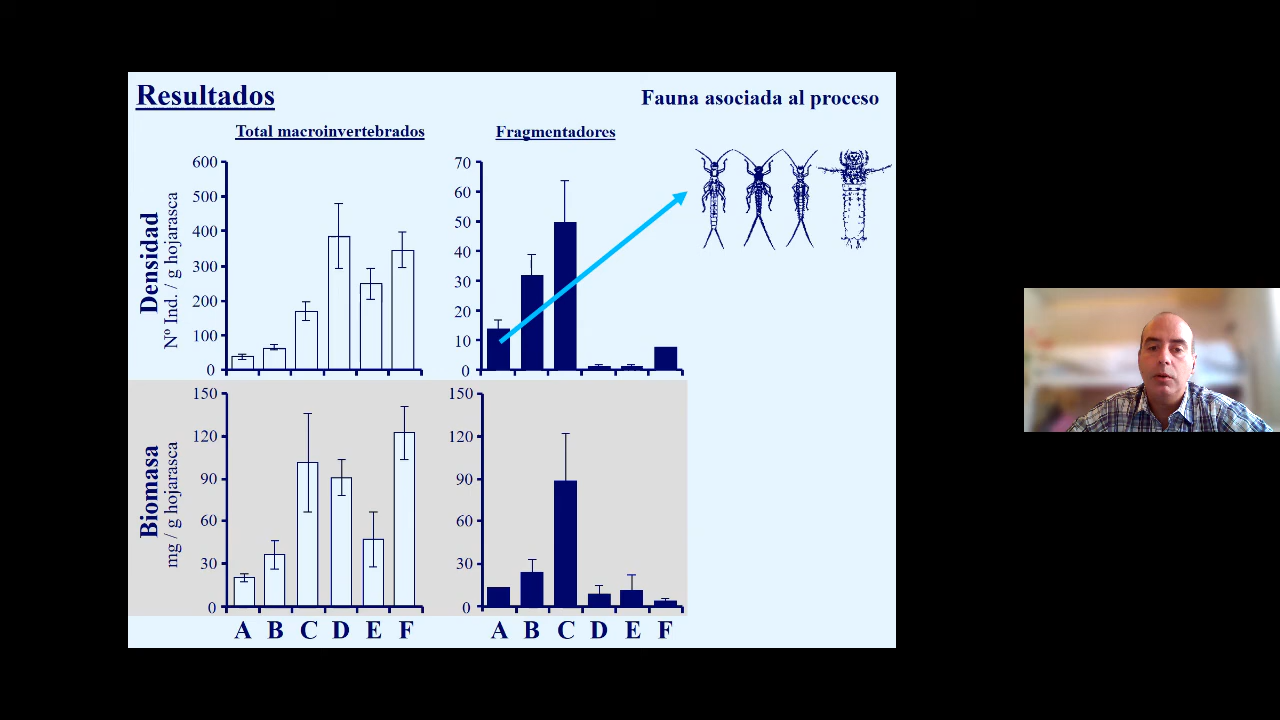 Resultados
Fauna asociada al proceso
Total macroinvertebrados
Fragmentadores
Densidad
Nº Ind. / g hojarasca
600
500
400
300
200
100
0
70
60
50
40
30
20
10
0
Biomasa
mg / g hojarasca
150
120
90
60
30
0
150
120
90
60
30
0
A B C D E F
A B C D E F